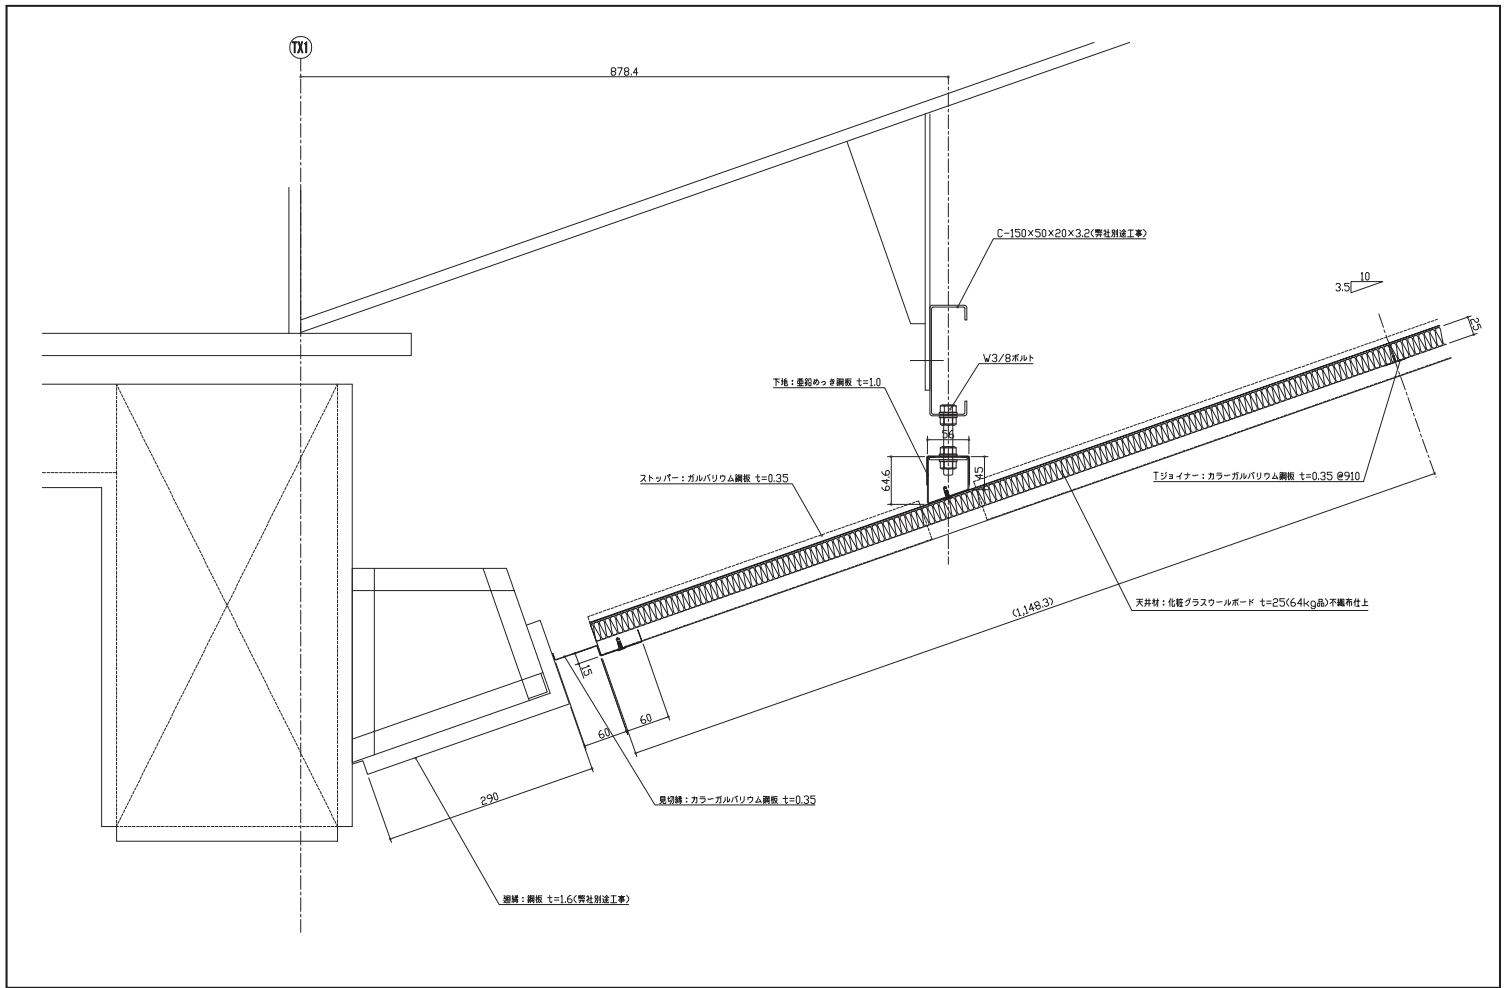 TX1
878.4
C-150×50×20×3.2(弊社別途工事)
10
3.5
25
W3/8ボルト
下地：亜鉛めっき鋼板 t=1.0
56
64.6
45
ストッパー：ガルバリウム鋼板 t=0.35
Tジョイナー：カラーガルバリウム鋼板 t=0.35 @910
天井材：化粧グラスウールボード t=25(64kg品)不織布仕上
(1,148.3)
15
60
60
290
見切縁：カラーガルバリウム鋼板 t=0.35
廻縁：鋼板 t=1.6(弊社別途工事)